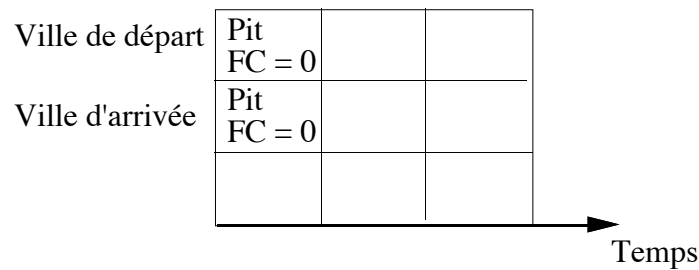 Ville de départ
Pit
FC = 0
Ville d'arrivée
Pit
FC = 0
Temps